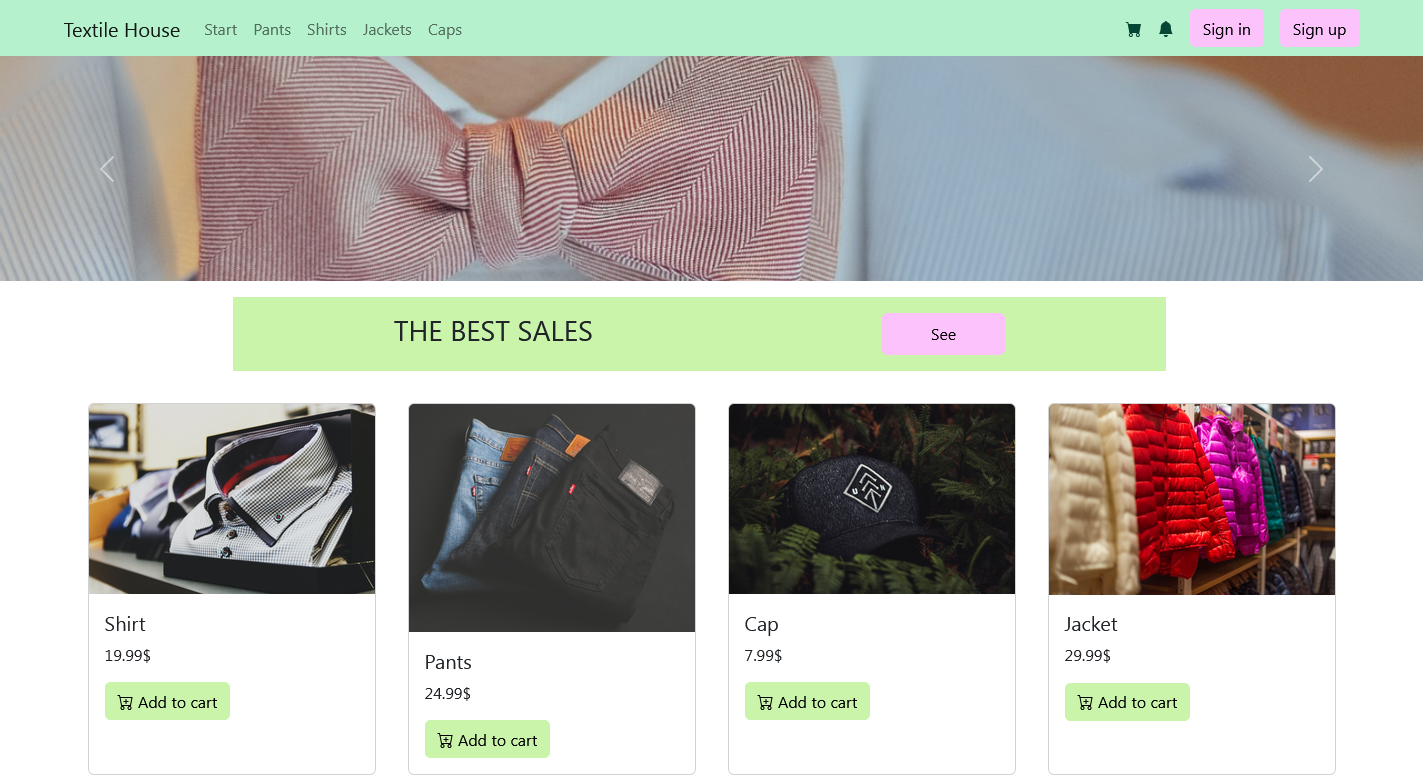 Textile House Start Pants Shirts Jackets Caps Sign in Sign up
THE BEST SALES See
Shirt
19.99$
Add to cart
Pants
24.99$
Add to cart
Cap
7.99$
Add to cart
Jacket
29.99$
Add to cart